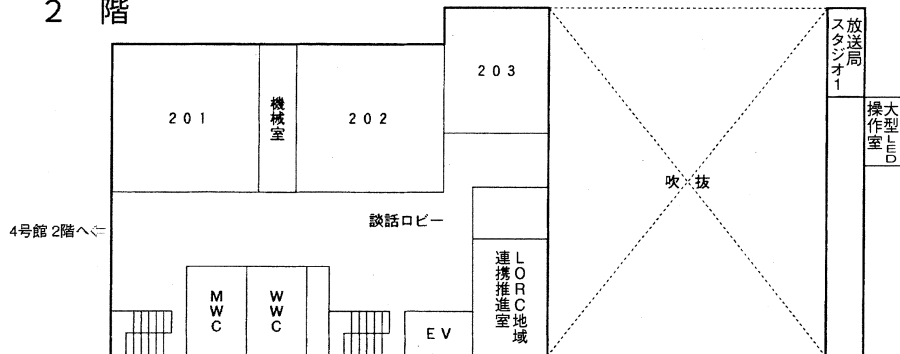 2 階
放送局
スタジオ1
203
201
機械室
202
大型LED
操作室
吹 抜
談話ロビー
4号館 2階へ⇐
LORC地域
連携推進室
MWC
WWC
EV